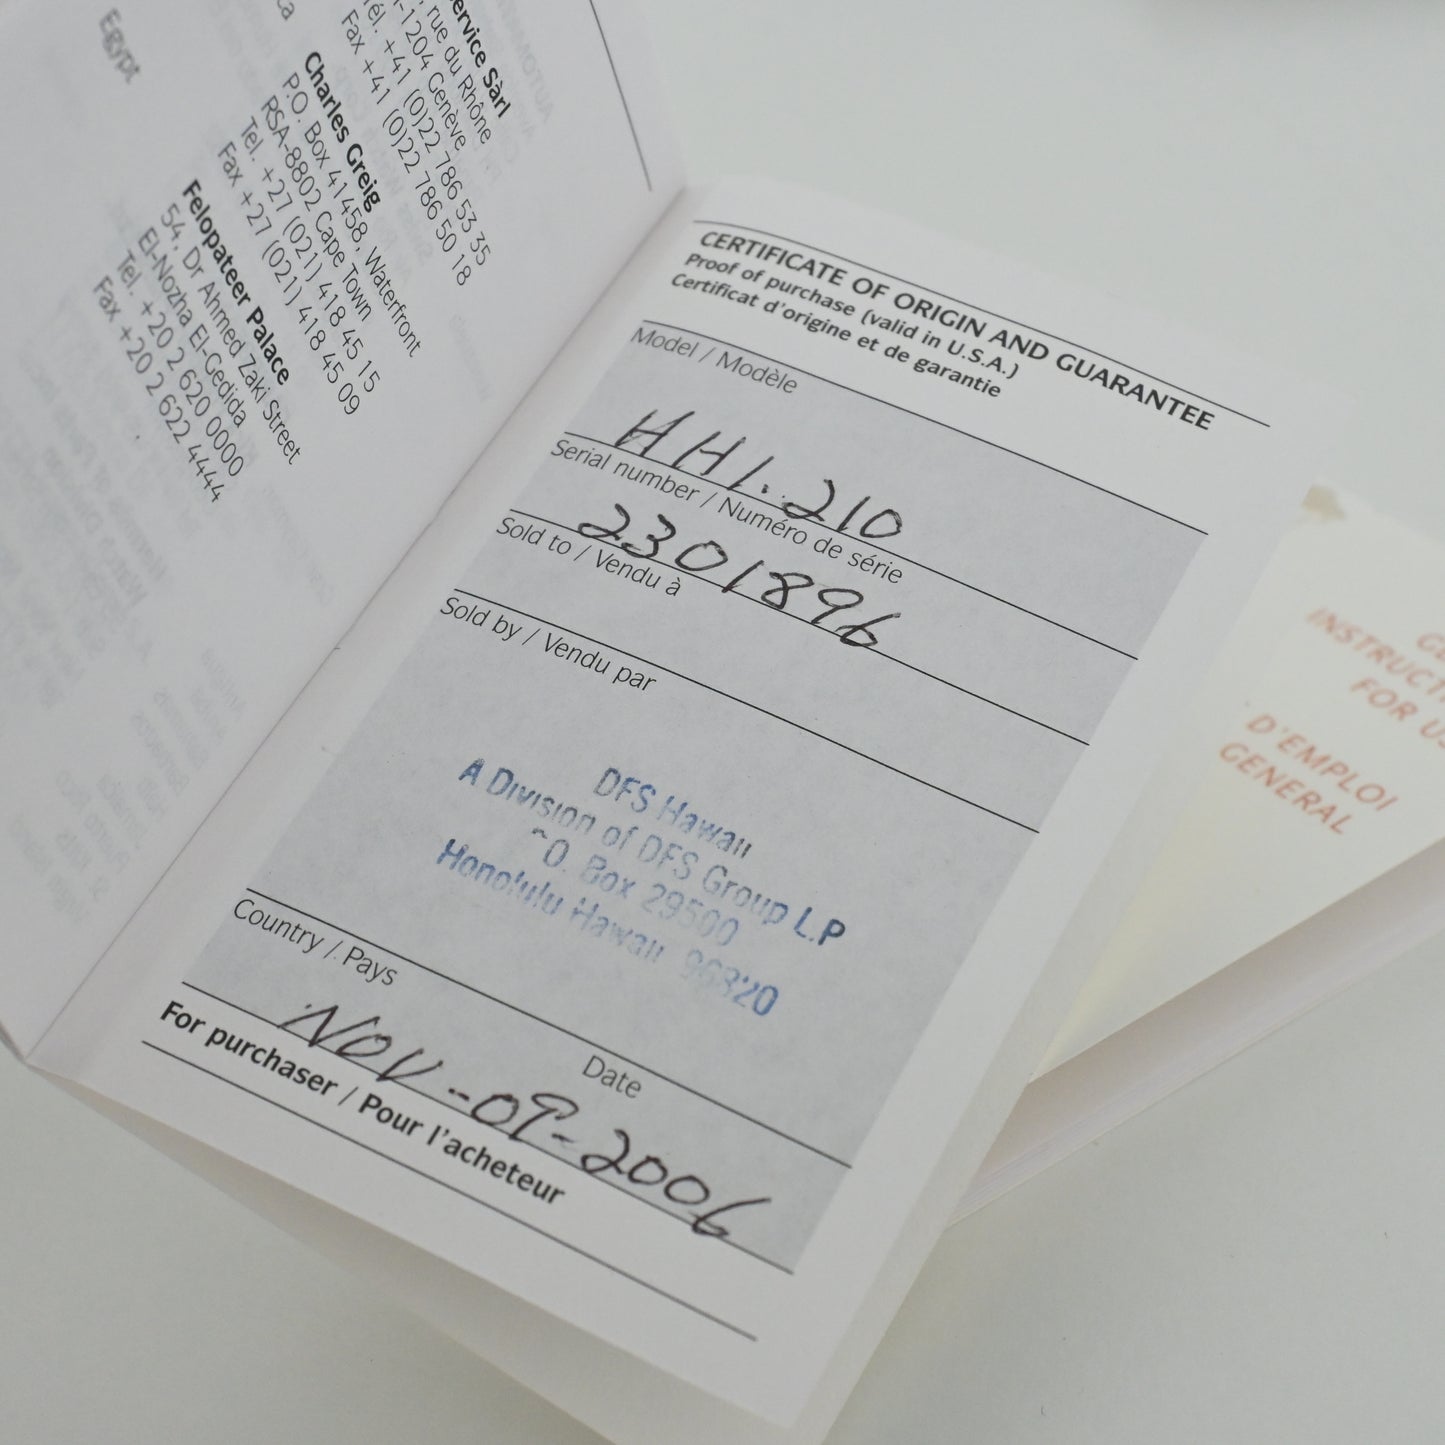 Egypt
ervice Sàrl
rue du Rhône
-1204 Genève
Tél. +41 (0)22 786 53 35
Fax +41 (0)22 786 50 18
Charles Greig
P.O. Box 41458, Waterfront
RSA-8802 Cape Town
Tel. +27 (021) 418 45 15
Fax +27 (021) 418 45 09
Felopateer Palace
54, Dr Ahmed Zaki Street
El-Nozha El-Gedida
Tel. +20 2 620 0000
Fax +20 2 622 4444
CERTIFICATE OF ORIGIN AND GUARANTEE
Proof of purchase (valid in U.S.A.)
Certificat d'origine et de garantie
Model / Modèle
HH1.210
Serial number / Numéro de série
2301896
Sold to / Vendu à
Sold by / Vendu par
DFS Hawaii
A Division of DFS Group L.P
O. Box 29500
Honolulu Hawaii 96820
Country / Pays
Date
NOV-09-2006
For purchaser / Pour l'acheteur
INSTRUCTI
FOR US
D'EMPLOI
GENERAL